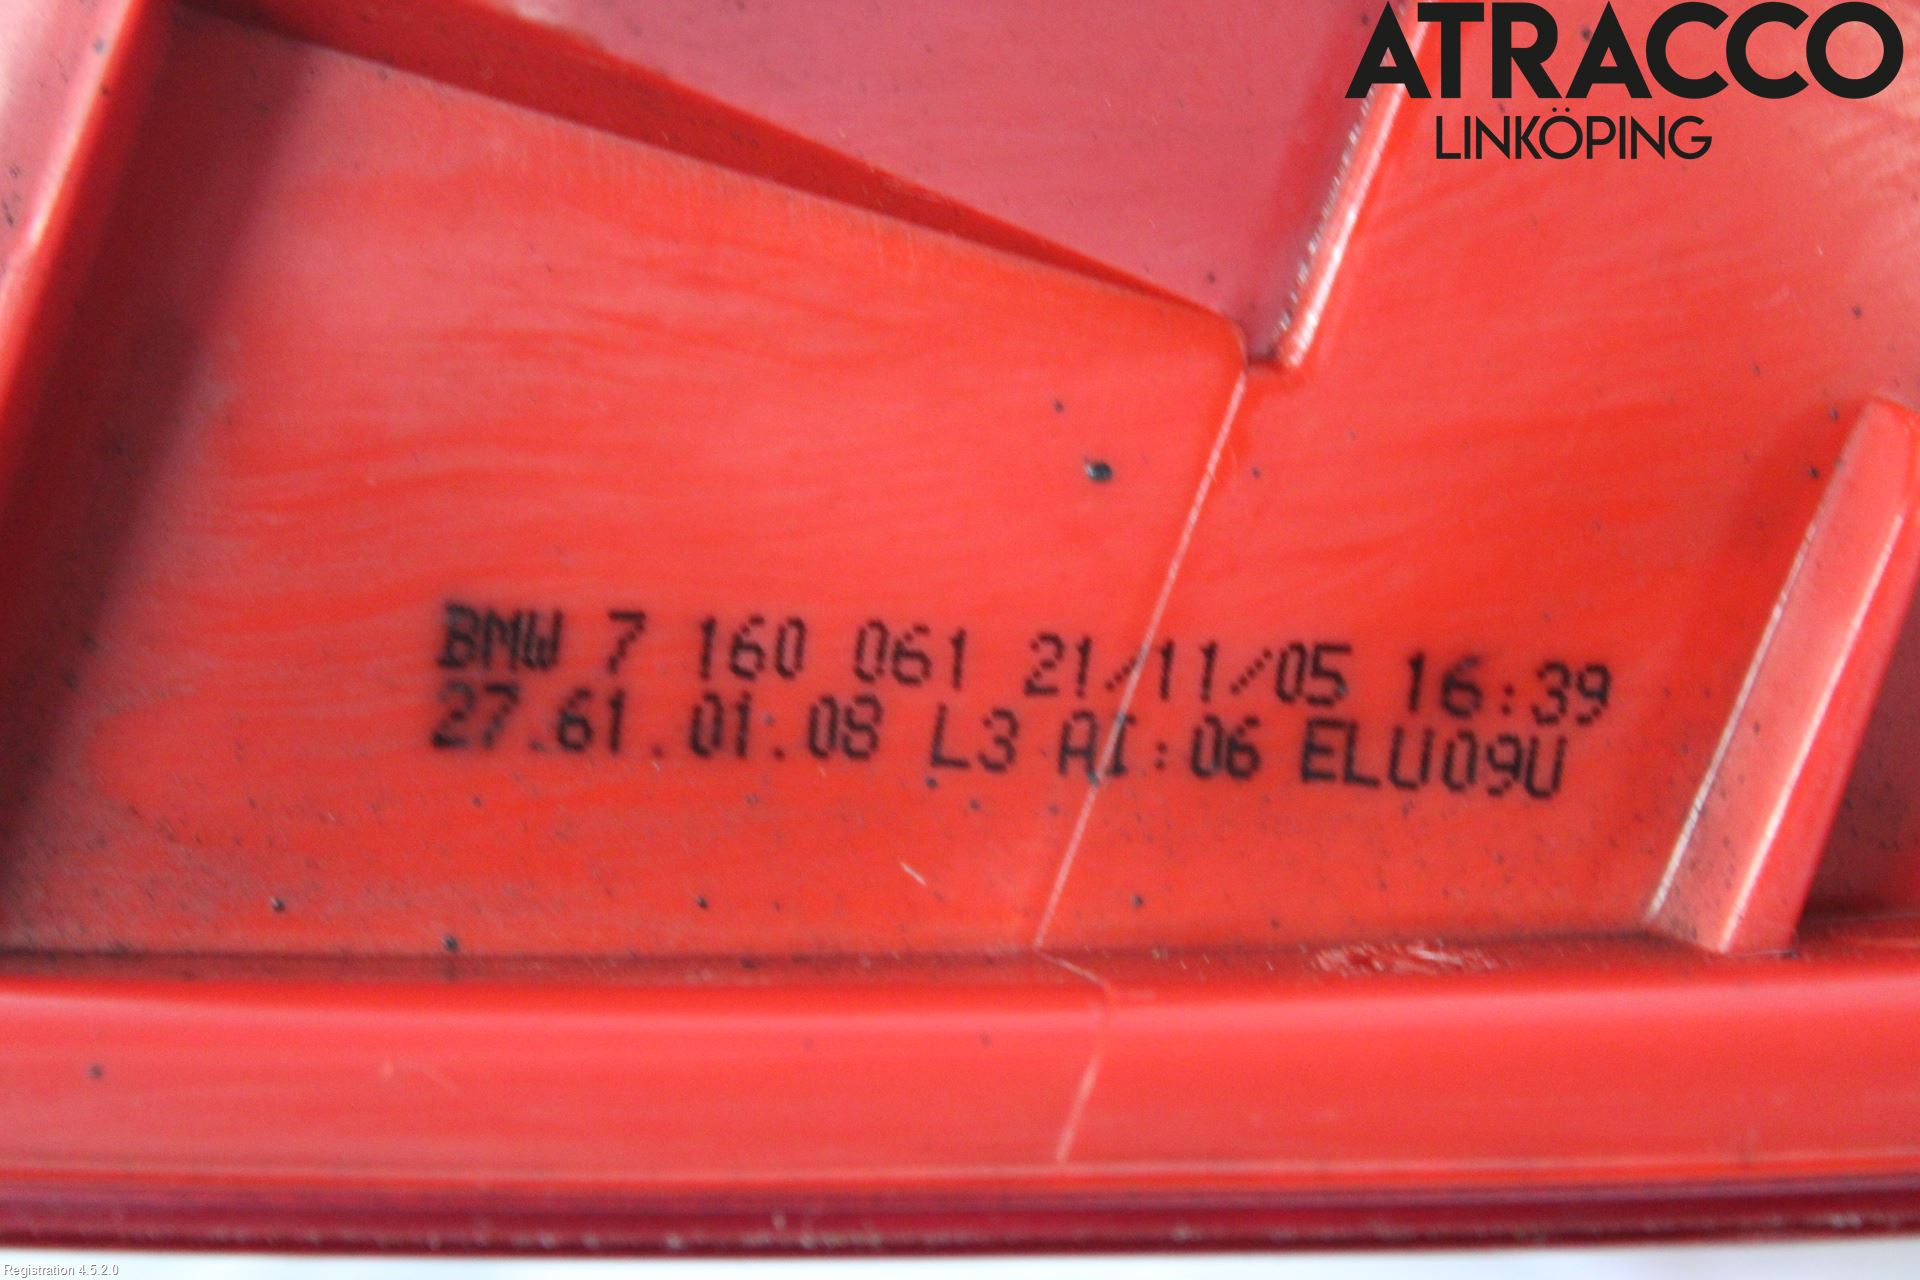 ATRACCO
LINKÖPING
BMW 7 160 061 21/11/05 16:39
27.61.01.08 L3 AI:06 ELU09U
Registration 4.5.2.0